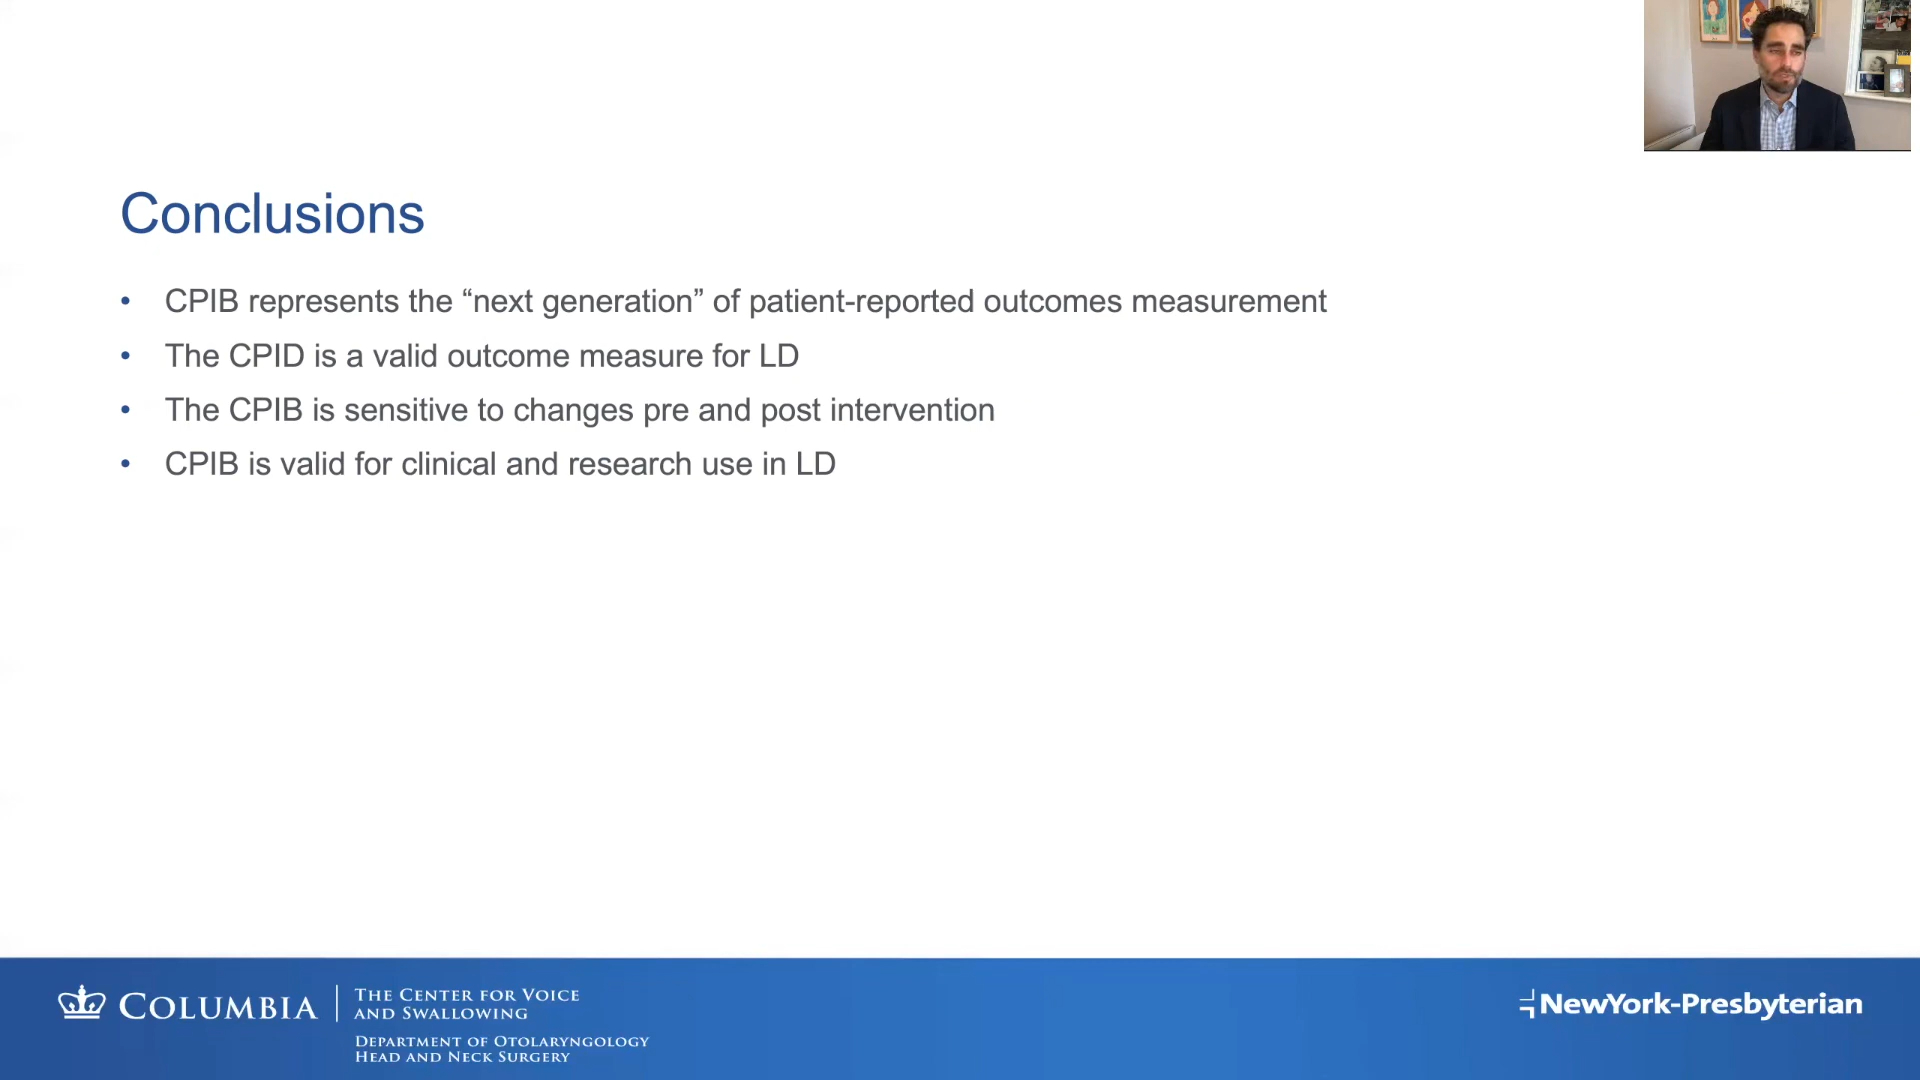 Conclusions
• CPIB represents the “next generation” of patient-reported outcomes measurement
• The CPID is a valid outcome measure for LD
• The CPIB is sensitive to changes pre and post intervention
• CPIB is valid for clinical and research use in LD
COLUMBIA
THE CENTER FOR VOICE
AND SWALLOWING
DEPARTMENT OF OTOLARYNGOLOGY
HEAD AND NECK SURGERY
NewYork-Presbyterian